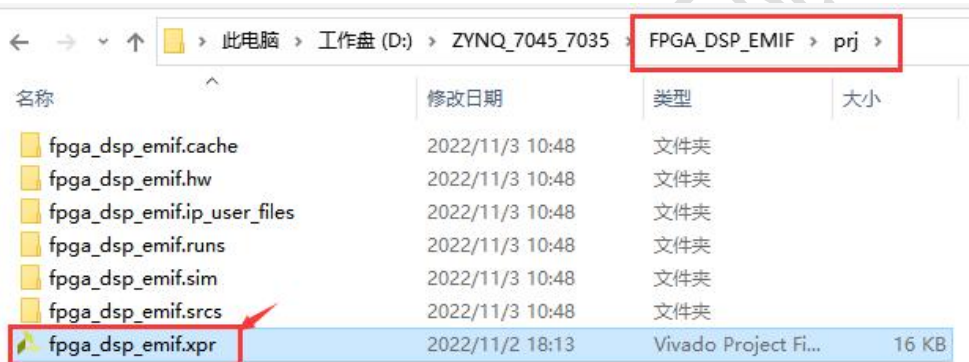 此电脑 › 工作盘 (D:) › ZYNQ_7045_7035 › FPGA_DSP_EMIF › prj ›
名称 修改日期 类型 大小
fpga_dsp_emif.cache 2022/11/3 10:48 文件夹
fpga_dsp_emif.hw 2022/11/3 10:48 文件夹
fpga_dsp_emif.ip_user_files 2022/11/3 10:48 文件夹
fpga_dsp_emif.runs 2022/11/3 10:48 文件夹
fpga_dsp_emif.sim 2022/11/3 10:48 文件夹
fpga_dsp_emif.srcs 2022/11/3 10:48 文件夹
fpga_dsp_emif.xpr 2022/11/2 18:13 Vivado Project Fi... 16 KB